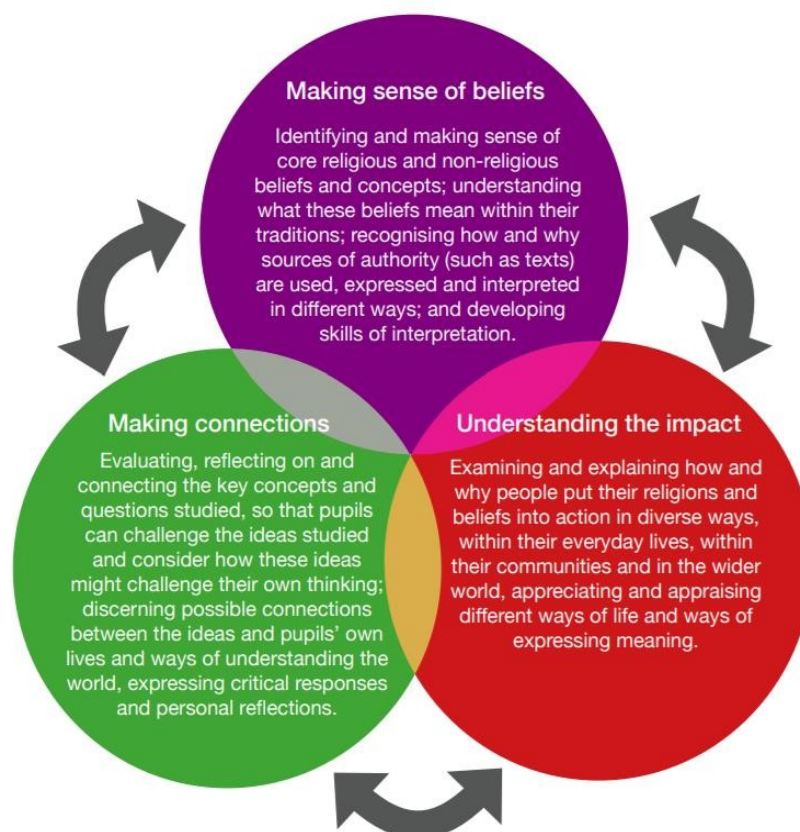 Making sense of beliefs
Identifying and making sense of
core religious and non-religious
beliefs and concepts; understanding
what these beliefs mean within their
traditions; recognising how and why
sources of authority (such as texts)
are used, expressed and interpreted
in different ways; and developing
skills of interpretation.
Making connections
Evaluating, reflecting on and
connecting the key concepts and
questions studied, so that pupils
can challenge the ideas studied
and consider how these ideas
might challenge their own thinking;
discerning possible connections
between the ideas and pupils’ own
lives and ways of understanding the
world, expressing critical responses
and personal reflections.
Understanding the impact
Examining and explaining how and
why people put their religions and
beliefs into action in diverse ways,
within their everyday lives, within
their communities and in the wider
world, appreciating and appraising
different ways of life and ways of
expressing meaning.